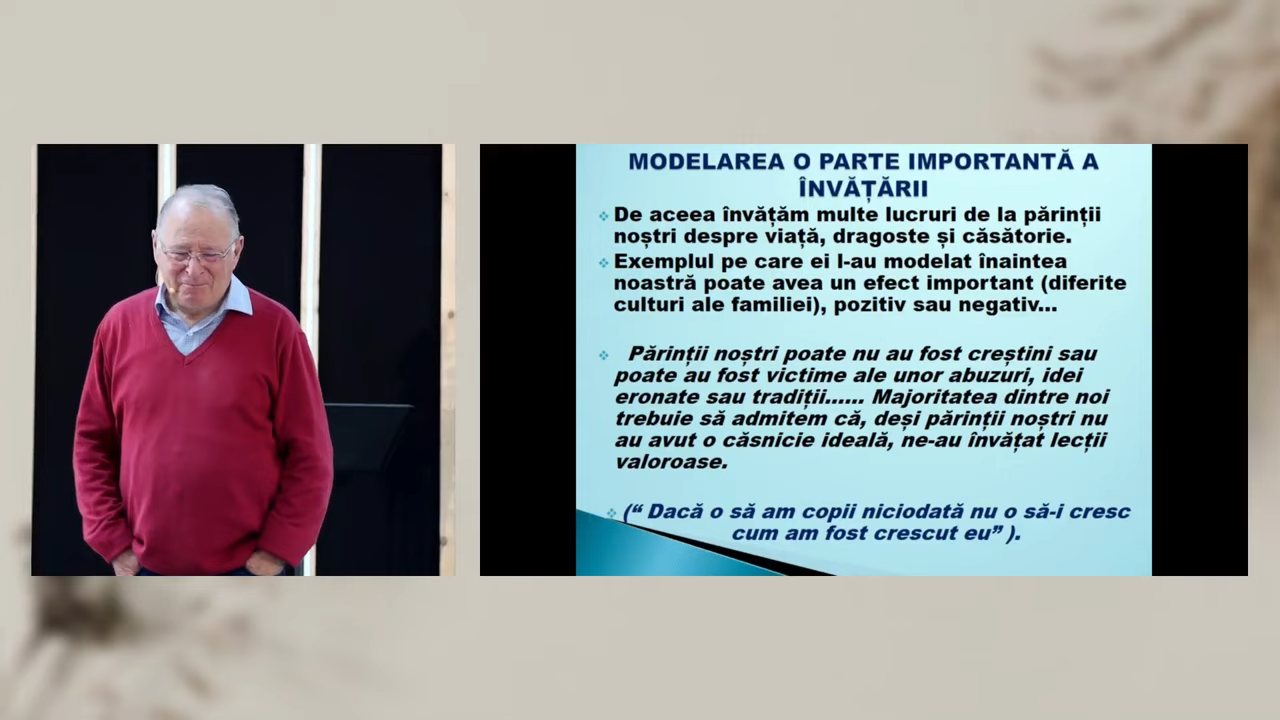 MODELAREA O PARTE IMPORTANTĂ A
ÎNVĂȚĂRII
De aceea învățăm multe lucruri de la părinții
noștri despre viață, dragoste și căsătorie.
Exemplul pe care ei l-au modelat înaintea
noastră poate avea un efect important (diferite
culturi ale familiei), pozitiv sau negativ...
Părinții noștri poate nu au fost creștini sau
poate au fost victime ale unor abuzuri, idei
eronate sau tradiții...... Majoritatea dintre noi
trebuie să admitem că, deși părinții noștri nu
au avut o căsnicie ideală, ne-au învățat lecții
valoroase.
(“ Dacă o să am copii niciodată nu o să-i cresc
cum am fost crescut eu” ).